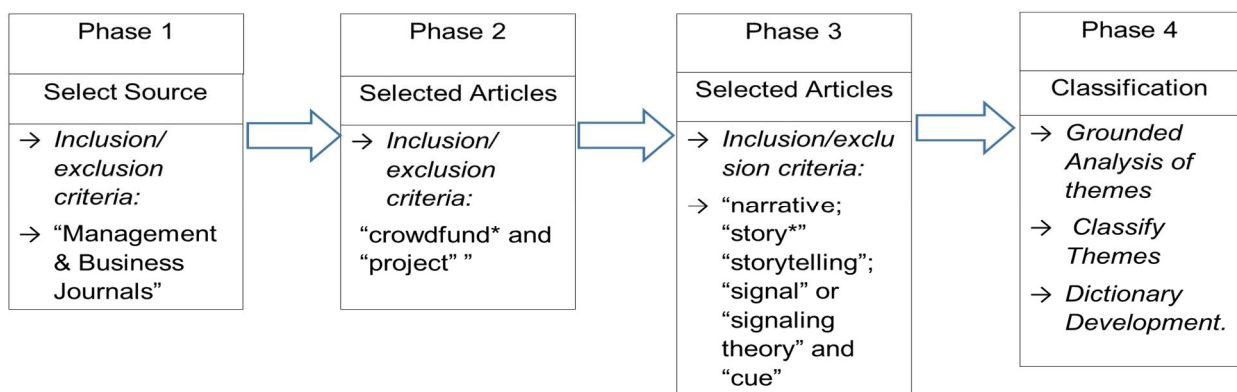 Phase 1
Select Source
→ Inclusion/
exclusion
criteria:
→ “Management
& Business
Journals”
Phase 2
Selected Articles
→ Inclusion/
exclusion
criteria:
“crowdfund* and
“project” ”
Phase 3
Selected Articles
→ Inclusion/exclu
sion criteria:
→ “narrative;
“story*”
“storytelling”;
“signal” or
“signaling
theory” and
“cue”
Phase 4
Classification
→ Grounded
Analysis of
themes
→ Classify
Themes
→ Dictionary
Development.